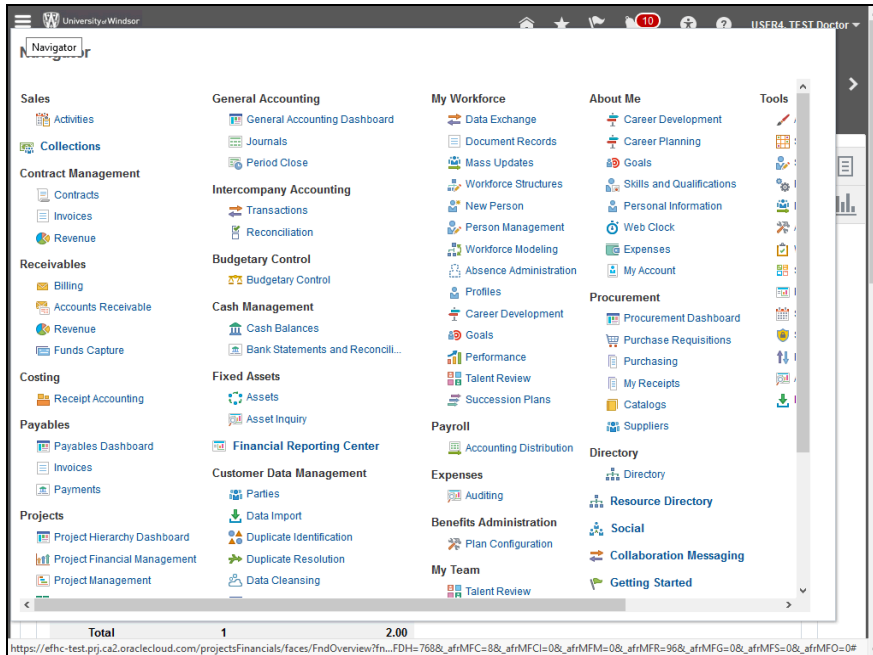 University of Windsor
10
USER4, TEST Doctor
Navigator
Navigator
Sales
Activities
Collections
Contract Management
Contracts
Invoices
Revenue
Receivables
Billing
Accounts Receivable
Revenue
Funds Capture
Costing
Receipt Accounting
Payables
Payables Dashboard
Invoices
Payments
Projects
Project Hierarchy Dashboard
Project Financial Management
Project Management
General Accounting
General Accounting Dashboard
Journals
Period Close
Intercompany Accounting
Transactions
Reconciliation
Budgetary Control
Budgetary Control
Cash Management
Cash Balances
Bank Statements and Reconcili...
Fixed Assets
Assets
Asset Inquiry
Financial Reporting Center
Customer Data Management
Parties
Data Import
Duplicate Identification
Duplicate Resolution
Data Cleansing
My Workforce
Data Exchange
Document Records
Mass Updates
Workforce Structures
New Person
Person Management
Workforce Modeling
Absence Administration
Profiles
Career Development
Goals
Performance
Talent Review
Succession Plans
Payroll
Accounting Distribution
Expenses
Auditing
Benefits Administration
Plan Configuration
My Team
Talent Review
About Me
Career Development
Career Planning
Goals
Skills and Qualifications
Personal Information
Web Clock
Expenses
My Account
Procurement
Procurement Dashboard
Purchase Requisitions
Purchasing
My Receipts
Catalogs
Suppliers
Directory
Directory
Resource Directory
Social
Collaboration Messaging
Getting Started
Tools
Total 1 2.00
https://efhc-test.prj.ca2.oraclecloud.com/projectsFinancials/faces/FndOverview?fn...FDH=768&_afrMFC=8&_afrMFCI=0&_afrMFM=0&_afrMFR=96&_afrMFG=0&_afrMFS=0&_afrMFO=0#